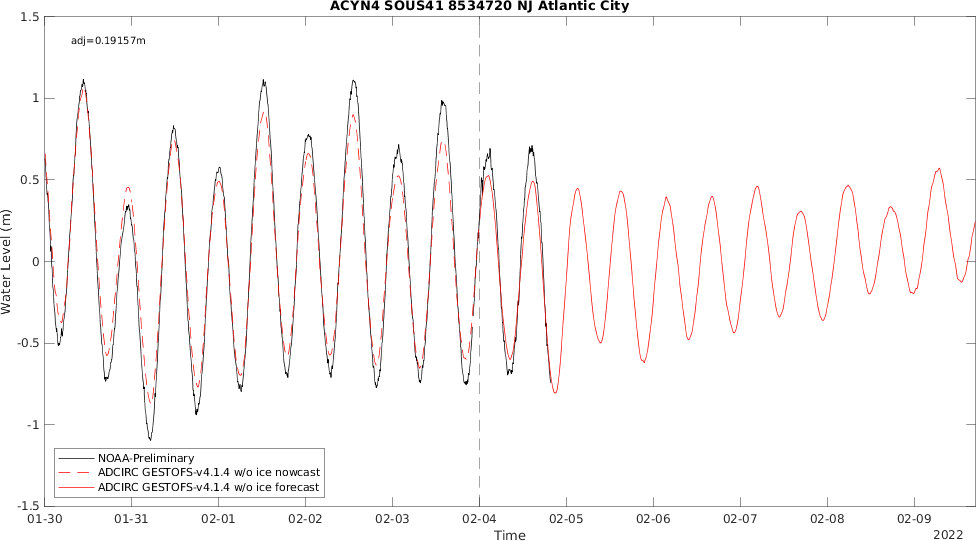 ACYN4 SOUS41 8534720 NJ Atlantic City
adj=0.19157m
1.5
1
0.5
0
-0.5
-1
-1.5
Water Level (m)
NOAA-Preliminary
ADCIRC GESTOFS-v4.1.4 w/o ice nowcast
ADCIRC GESTOFS-v4.1.4 w/o ice forecast
01-30 01-31 02-01 02-02 02-03 02-04 02-05 02-06 02-07 02-08 02-09
Time
2022